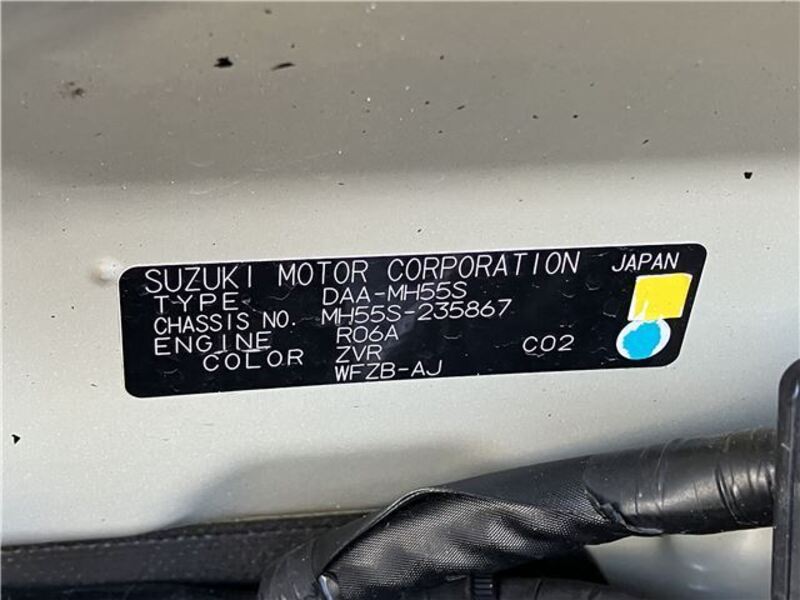 SUZUKI MOTOR CORPORATION JAPAN
TYPE DAA-MH55S
CHASSIS NO. MH55S-235867
ENGINE R06A
COLOR ZVR C02
WFZB-AJ